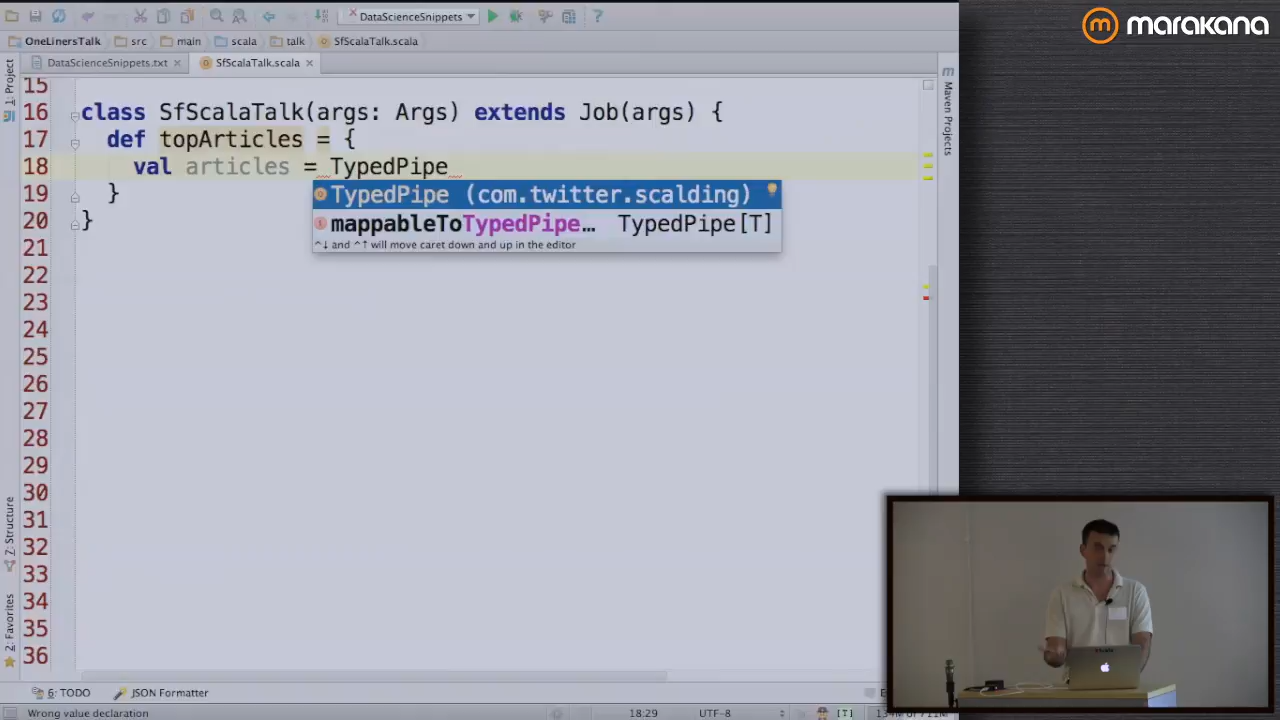 DataScienceSnippets
marakana
OneLinersTalk
src
main
scala
talk
SfScalaTalk.scala
DataScienceSnippets.txt
SfScalaTalk.scala
1: Project
Maven Projects
15
16 class SfScalaTalk(args: Args) extends Job(args) {
17 def topArticles = {
18 val articles = TypedPipe
19 }
20 }
TypedPipe (com.twitter.scalding)
mappableToTypedPipe… TypedPipe[T]
^↓ and ^↑ will move caret down and up in the editor
21
22
23
24
25
26
27
28
29
30
31
32
33
34
35
36
7: Structure
2: Favorites
6: TODO
JSON Formatter
Wrong value declaration
18:29
UTF-8
[T]